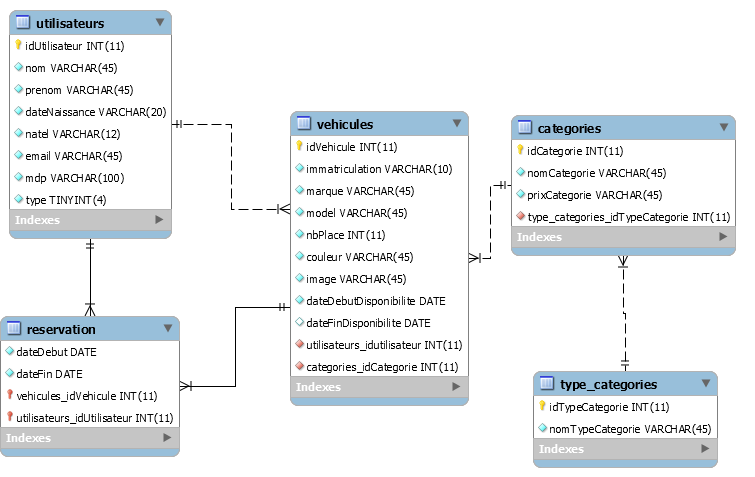 utilisateurs
idUtilisateur INT(11)
nom VARCHAR(45)
prenom VARCHAR(45)
dateNaissance VARCHAR(20)
natel VARCHAR(12)
email VARCHAR(45)
mdp VARCHAR(100)
type TINYINT(4)
Indexes
vehicules
idVehicule INT(11)
immatriculation VARCHAR(10)
marque VARCHAR(45)
model VARCHAR(45)
nbPlace INT(11)
couleur VARCHAR(45)
image VARCHAR(45)
dateDebutDisponibilite DATE
dateFinDisponibilite DATE
utilisateurs_idutilisateur INT(11)
categories_idCategorie INT(11)
Indexes
categories
idCategorie INT(11)
nomCategorie VARCHAR(45)
prixCategorie VARCHAR(45)
type_categories_idTypeCategorie INT(11)
Indexes
reservation
dateDebut DATE
dateFin DATE
vehicules_idVehicule INT(11)
utilisateurs_idUtilisateur INT(11)
Indexes
type_categories
idTypeCategorie INT(11)
nomTypeCategorie VARCHAR(45)
Indexes